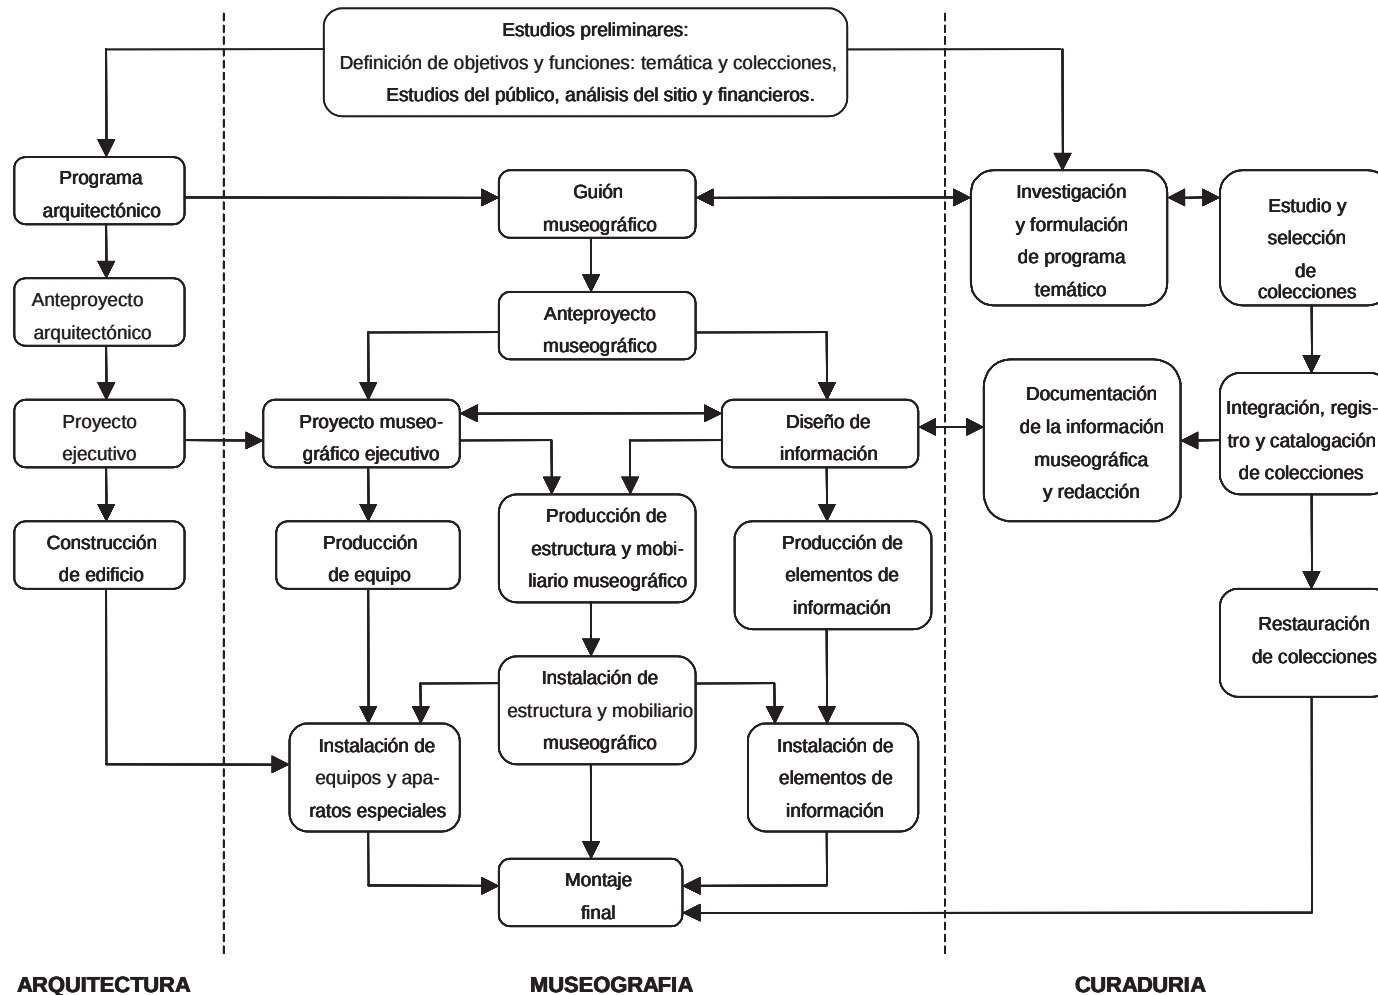 Estudios preliminares:
Definición de objetivos y funciones: temática y colecciones,
Estudios del público, análisis del sitio y financieros.
Programa
arquitectónico
Guión
museográfico
Investigación
y formulación
de programa
temático
Estudio y
selección
de
colecciones
Anteproyecto
arquitectónico
Anteproyecto
museográfico
Proyecto
ejecutivo
Proyecto museo-
gráfico ejecutivo
Diseño de
información
Documentación
de la información
museográfica
y redacción
Integración, regis-
tro y catalogación
de colecciones
Construcción
de edificio
Producción
de equipo
Producción de
estructura y mobi-
liario museográfico
Producción de
elementos de
información
Restauración
de colecciones
Instalación de
equipos y apa-
ratos especiales
Instalación de
estructura y mobiliario
museográfico
Instalación de
elementos de
información
Montaje
final
ARQUITECTURA
MUSEOGRAFIA
CURADURIA